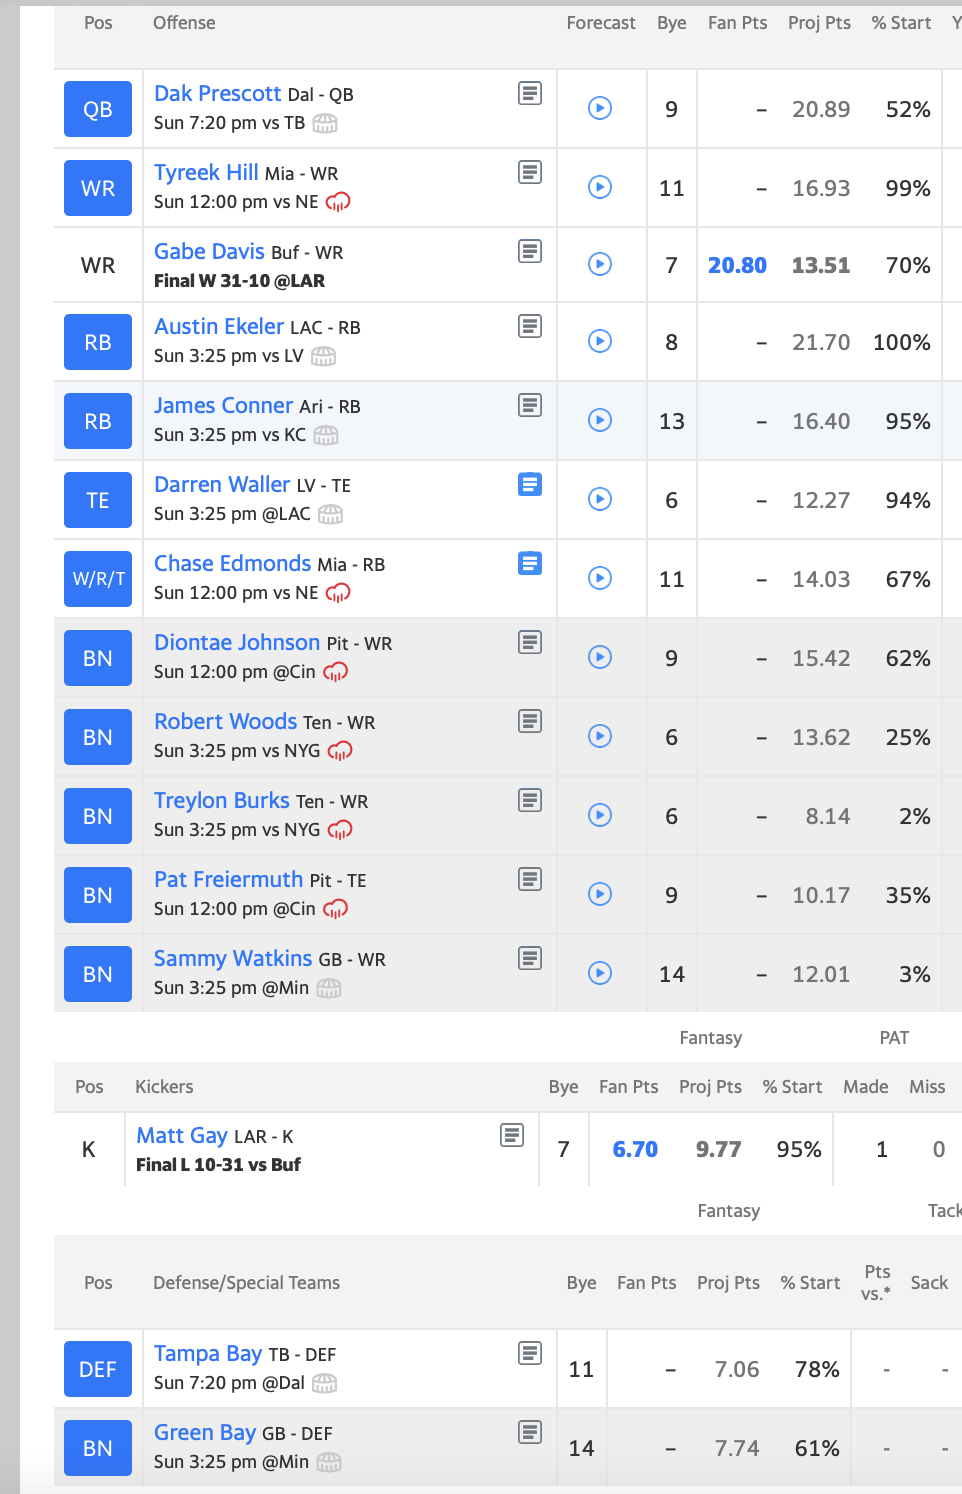 Pos Offense Forecast Bye Fan Pts Proj Pts % Start Y
QB Dak Prescott Dal - QB 9 – 20.89 52%
Sun 7:20 pm vs TB
WR Tyreek Hill Mia - WR 11 – 16.93 99%
Sun 12:00 pm vs NE
WR Gabe Davis Buf - WR 7 20.80 13.51 70%
Final W 31-10 @LAR
RB Austin Ekeler LAC - RB 8 – 21.70 100%
Sun 3:25 pm vs LV
RB James Conner Ari - RB 13 – 16.40 95%
Sun 3:25 pm vs KC
TE Darren Waller LV - TE 6 – 12.27 94%
Sun 3:25 pm @LAC
W/R/T Chase Edmonds Mia - RB 11 – 14.03 67%
Sun 12:00 pm vs NE
BN Diontae Johnson Pit - WR 9 – 15.42 62%
Sun 12:00 pm @Cin
BN Robert Woods Ten - WR 6 – 13.62 25%
Sun 3:25 pm vs NYG
BN Treylon Burks Ten - WR 6 – 8.14 2%
Sun 3:25 pm vs NYG
BN Pat Freiermuth Pit - TE 9 – 10.17 35%
Sun 12:00 pm @Cin
BN Sammy Watkins GB - WR 14 – 12.01 3%
Sun 3:25 pm @Min
Fantasy PAT
Pos Kickers Bye Fan Pts Proj Pts % Start Made Miss
K Matt Gay LAR - K 7 6.70 9.77 95% 1 0
Final L 10-31 vs Buf
Fantasy Tack
Pos Defense/Special Teams Bye Fan Pts Proj Pts % Start Pts vs.* Sack
DEF Tampa Bay TB - DEF 11 – 7.06 78% - -
Sun 7:20 pm @Dal
BN Green Bay GB - DEF 14 – 7.74 61% - -
Sun 3:25 pm @Min